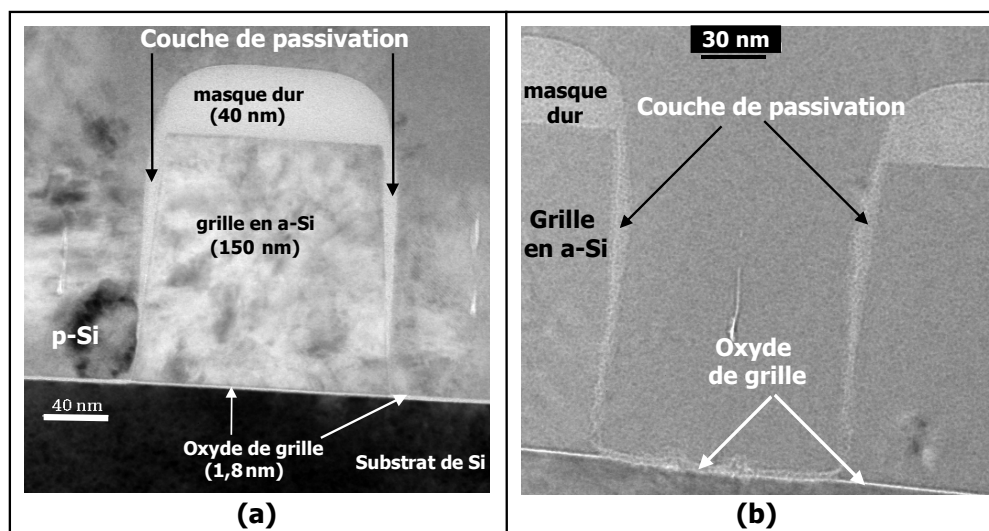 Couche de passivation
masque dur
(40 nm)
grille en a-Si
(150 nm)
p-Si
40 nm
Oxyde de grille
(1,8 nm)
Substrat de Si
(a)
30 nm
masque
dur
Couche de passivation
Grille
en a-Si
Oxyde
de grille
(b)